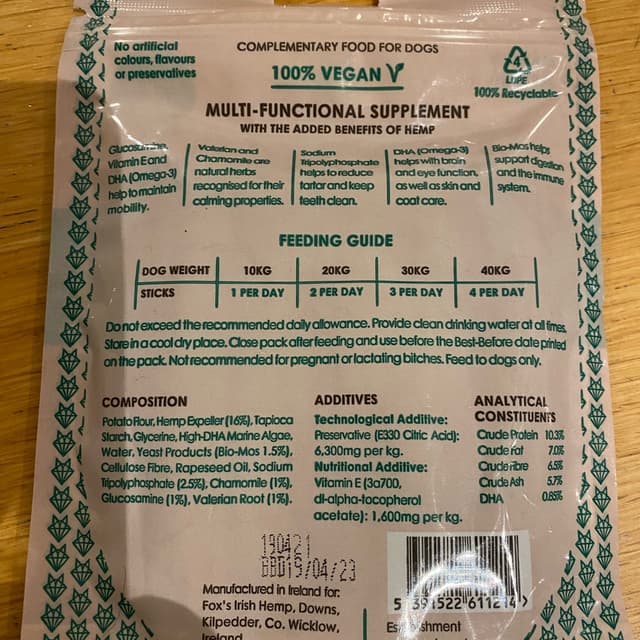 No artificial
colours, flavours
or preservatives
COMPLEMENTARY FOOD FOR DOGS
100% VEGAN V
4
LDPE
100% Recyclable
MULTI-FUNCTIONAL SUPPLEMENT
WITH THE ADDED BENEFITS OF HEMP
Glucosamine,
Vitamin E and
DHA (Omega-3)
help to maintain
mobility.
Valerian and
Chamomile are
natural herbs
recognised for their
calming properties.
Sodium
Tripolyphosphate
helps to reduce
tartar and keep
teeth clean.
DHA (Omega-3)
helps with brain
and eye function,
as well as skin and
coat care.
Bio-Mos helps
support digestion
and the immune
system.
FEEDING GUIDE
DOG WEIGHT 10KG 20KG 30KG 40KG
STICKS 1 PER DAY 2 PER DAY 3 PER DAY 4 PER DAY
Do not exceed the recommended daily allowance. Provide clean drinking water at all times.
Store in a cool dry place. Close pack after feeding and use before the Best-Before date printed
on the pack. Not recommended for pregnant or lactating bitches. Feed to dogs only.
COMPOSITION
Potato Flour, Hemp Expeller (16%), Tapioca
Starch, Glycerine, High-DHA Marine Algae,
Water, Yeast Products (Bio-Mos 1.5%),
Cellulose Fibre, Rapeseed Oil, Sodium
Tripolyphosphate (2.5%), Chamomile (1%),
Glucosamine (1%), Valerian Root (1%).
ADDITIVES
Technological Additive:
Preservative (E330 Citric Acid):
6,300mg per kg.
Nutritional Additive:
Vitamin E (3a700,
dl-alpha-tocopherol
acetate): 1,600mg per kg.
ANALYTICAL
CONSTITUENTS
Crude Protein 10.3%
Crude Fat 7.0%
Crude Fibre 6.5%
Crude Ash 5.7%
DHA 0.85%
190421
BBD19/04/23
Manufactured in Ireland for:
Fox's Irish Hemp, Downs,
Kilpedder, Co. Wicklow,
Ireland
5 391522 611214 >